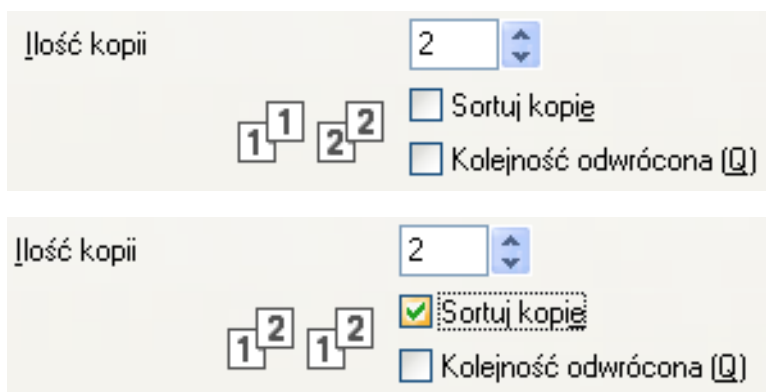 Ilość kopii 2
1 1 2 2 Sortuj kopie
Kolejność odwrócona (Q)
Ilość kopii 2
1 2 1 2 Sortuj kopie
Kolejność odwrócona (Q)